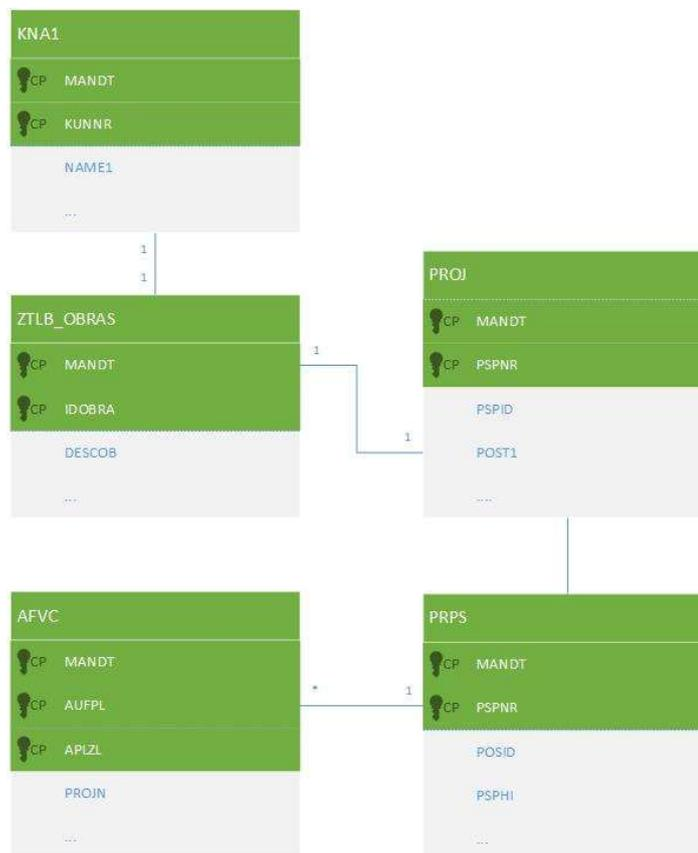 KNA1
CP MANDT
CP KUNNR
NAME1
...
1
1
ZTLB_OBRAS
CP MANDT
CP IDOBRA
DESCOB
...
1
1
PROJ
CP MANDT
CP PSPNR
PSPID
POST1
....
AFVC
CP MANDT
CP AUFPL
CP APLZL
PROJN
...
*
1
PRPS
CP MANDT
CP PSPNR
POSID
PSPHI
...